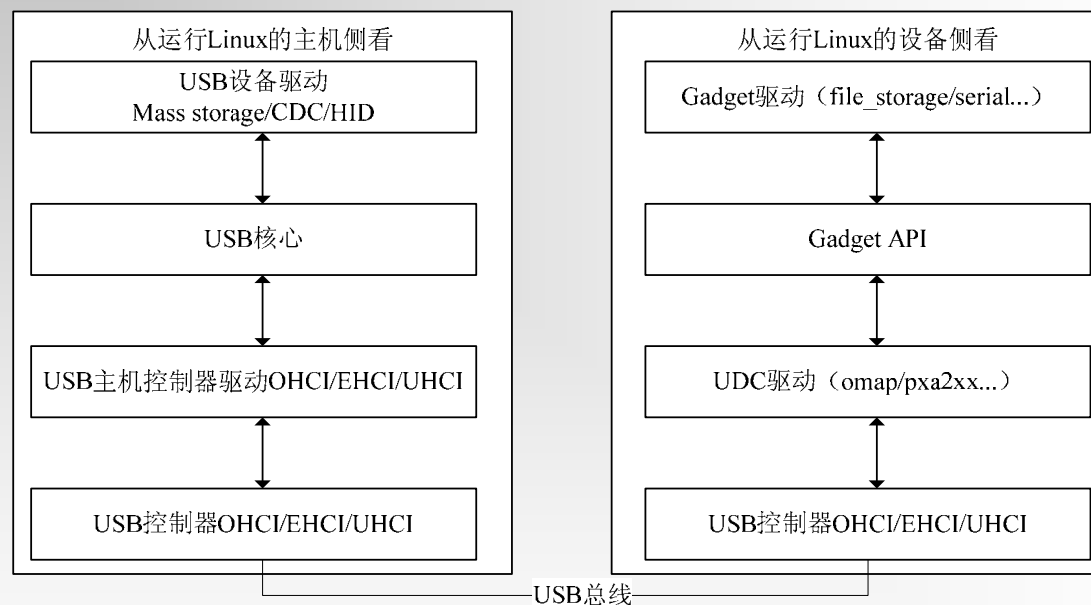 从运行Linux的主机侧看
USB设备驱动
Mass storage/CDC/HID
USB核心
USB主机控制器驱动OHCI/EHCI/UHCI
USB控制器OHCI/EHCI/UHCI
从运行Linux的设备侧看
Gadget驱动（file_storage/serial...）
Gadget API
UDC驱动（omap/pxa2xx...）
USB控制器OHCI/EHCI/UHCI
USB总线